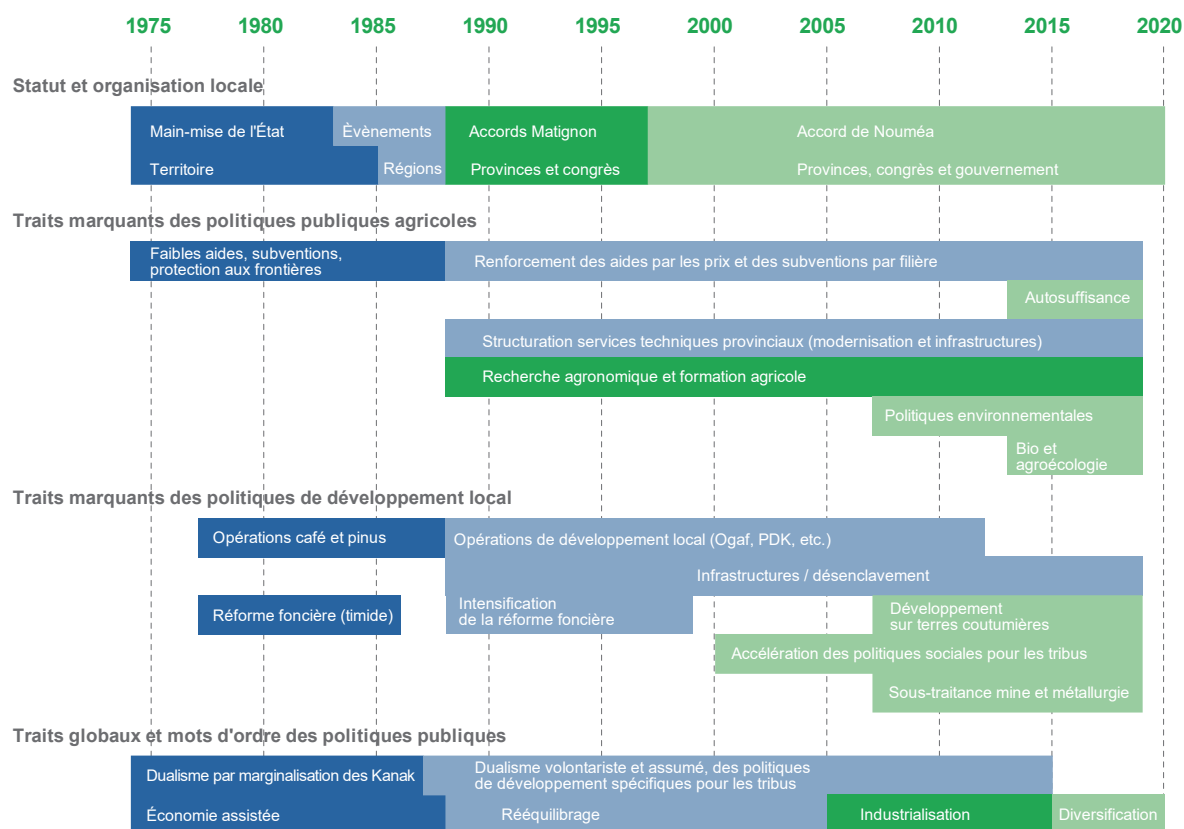 1975 1980 1985 1990 1995 2000 2005 2010 2015 2020
Statut et organisation locale
Main-mise de l'État Èvènements Accords Matignon Accord de Nouméa
Territoire Régions Provinces et congrès Provinces, congrès et gouvernement
Traits marquants des politiques publiques agricoles
Faibles aides, subventions,
protection aux frontières
Renforcement des aides par les prix et des subventions par filière
Autosuffisance
Structuration services techniques provinciaux (modernisation et infrastructures)
Recherche agronomique et formation agricole
Politiques environnementales
Bio et
agroécologie
Traits marquants des politiques de développement local
Opérations café et pinus Opérations de développement local (Ogaf, PDK, etc.)
Infrastructures / désenclavement
Réforme foncière (timide)
Intensification
de la réforme foncière
Développement
sur terres coutumières
Accélération des politiques sociales pour les tribus
Sous-traitance mine et métallurgie
Traits globaux et mots d'ordre des politiques publiques
Dualisme par marginalisation des Kanak
Dualisme volontariste et assumé, des politiques
de développement spécifiques pour les tribus
Économie assistée Rééquilibrage Industrialisation Diversification